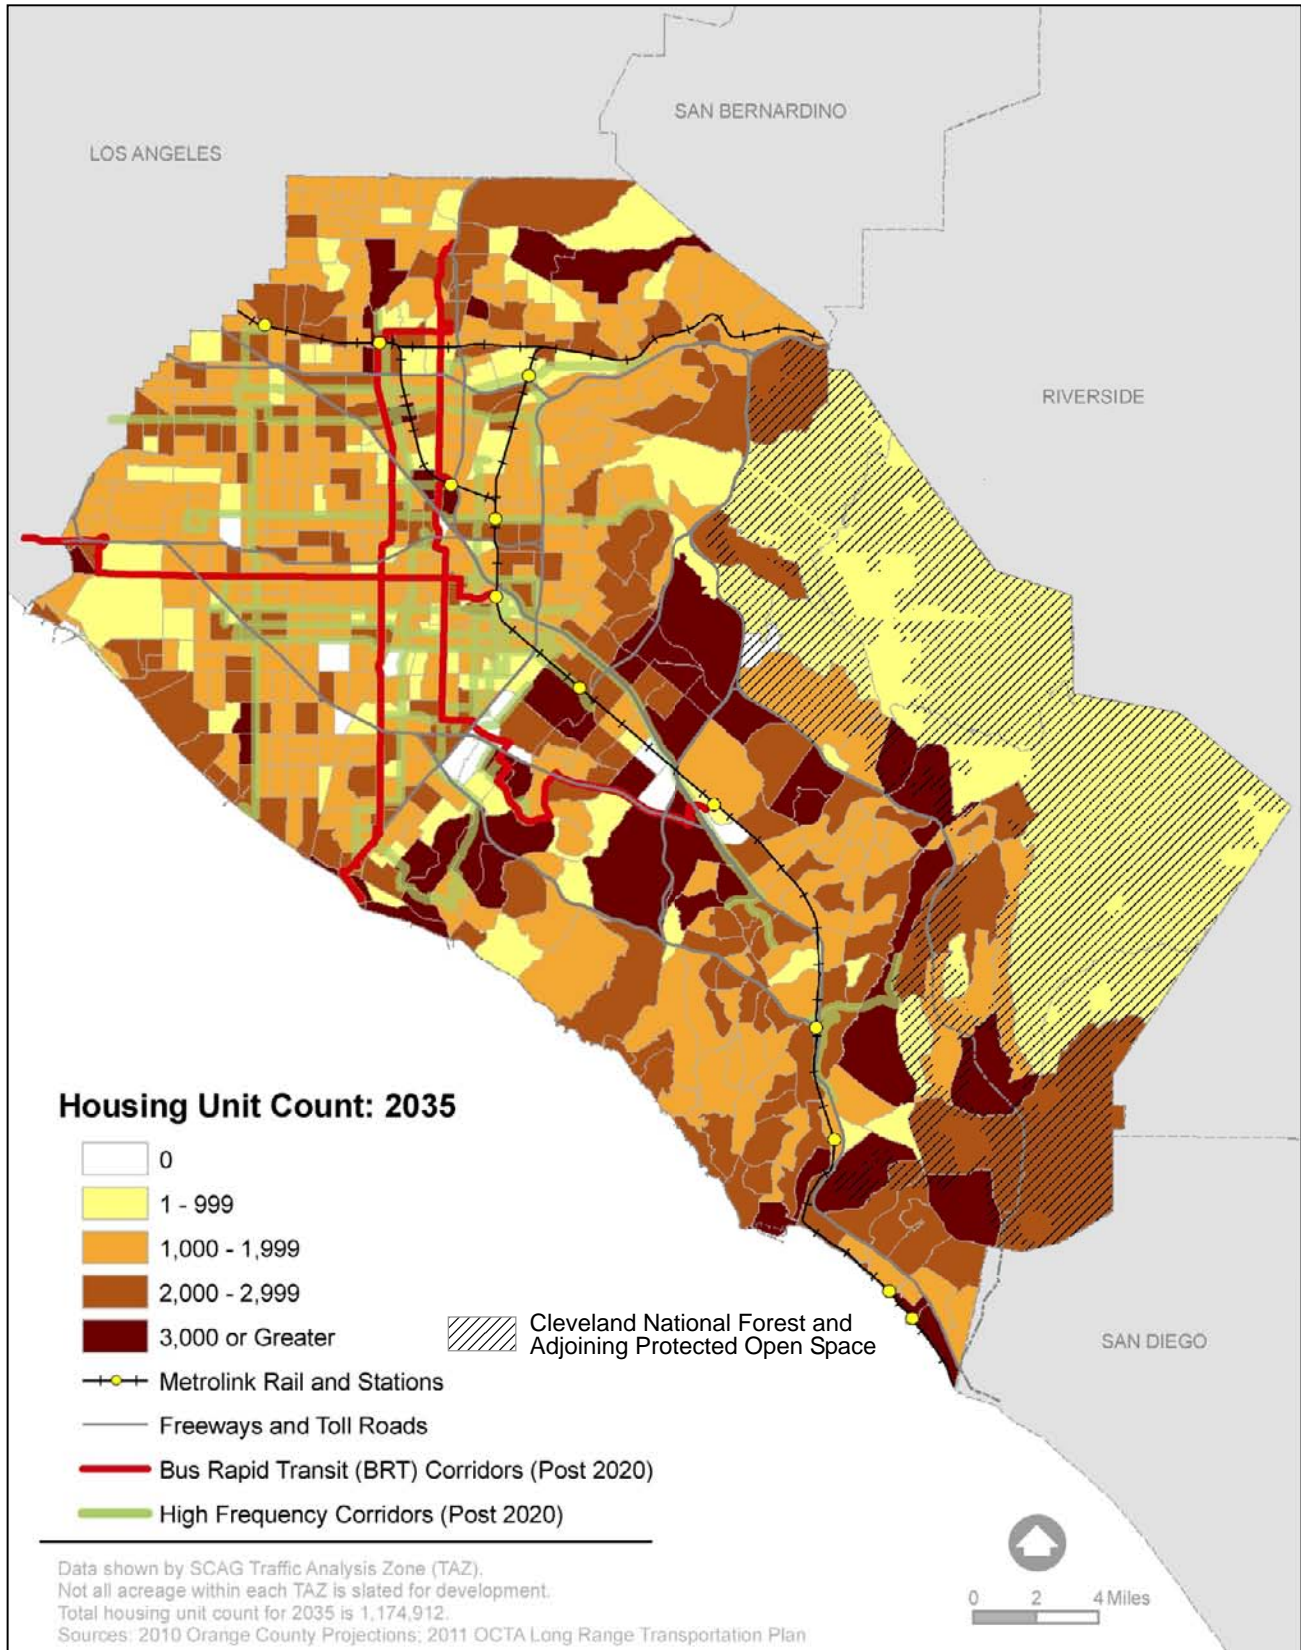 SAN BERNARDINO
LOS ANGELES
RIVERSIDE
Housing Unit Count: 2035
0
1 - 999
1,000 - 1,999
2,000 - 2,999
3,000 or Greater
Cleveland National Forest and
Adjoining Protected Open Space
SAN DIEGO
Metrolink Rail and Stations
Freeways and Toll Roads
Bus Rapid Transit (BRT) Corridors (Post 2020)
High Frequency Corridors (Post 2020)
Data shown by SCAG Traffic Analysis Zone (TAZ).
Not all acreage within each TAZ is slated for development.
Total housing unit count for 2035 is 1,174,912.
Sources: 2010 Orange County Projections; 2011 OCTA Long Range Transportation Plan
0 2 4 Miles